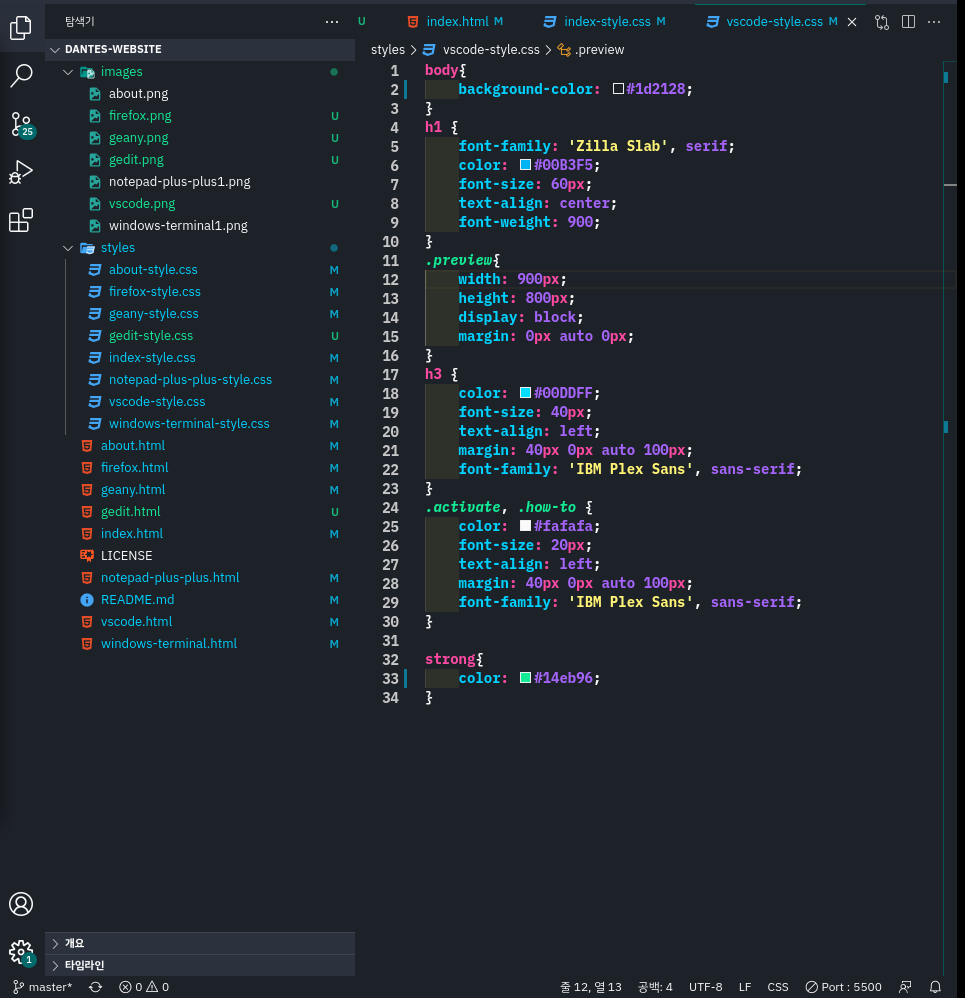 탐색기 ···
U index.html M index-style.css M vscode-style.css M
DANTES-WEBSITE
styles > vscode-style.css > .preview
images
about.png
firefox.png U
geany.png U
gedit.png U
notepad-plus-plus1.png
vscode.png U
windows-terminal1.png
styles
about-style.css M
firefox-style.css M
geany-style.css M
gedit-style.css U
index-style.css M
notepad-plus-plus-style.css M
vscode-style.css M
windows-terminal-style.css M
about.html M
firefox.html M
geany.html M
gedit.html U
index.html M
LICENSE
notepad-plus-plus.html M
README.md M
vscode.html M
windows-terminal.html M
25
1 body{
2 background-color: #1d2128;
3 }
4 h1 {
5 font-family: 'Zilla Slab', serif;
6 color: #00B3F5;
7 font-size: 60px;
8 text-align: center;
9 font-weight: 900;
10 }
11 .preview{
12 width: 900px;
13 height: 800px;
14 display: block;
15 margin: 0px auto 0px;
16 }
17 h3 {
18 color: #00DDFF;
19 font-size: 40px;
20 text-align: left;
21 margin: 40px 0px auto 100px;
22 font-family: 'IBM Plex Sans', sans-serif;
23 }
24 .activate, .how-to {
25 color: #fafafa;
26 font-size: 20px;
27 text-align: left;
28 margin: 40px 0px auto 100px;
29 font-family: 'IBM Plex Sans', sans-serif;
30 }
31
32 strong{
33 color: #14eb96;
34 }
개요
타임라인
1
master* 0 0 줄 12, 열 13 공백: 4 UTF-8 LF CSS Port : 5500